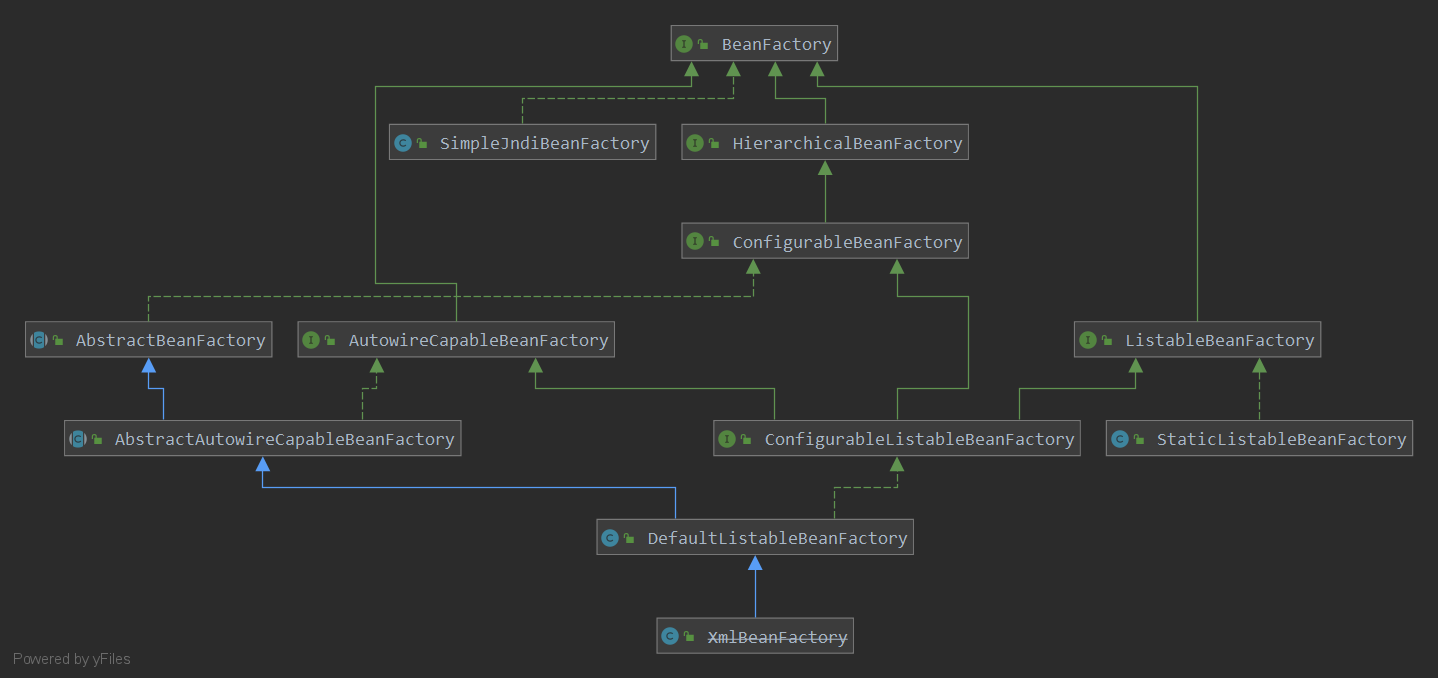 BeanFactory
SimpleJndiBeanFactory
HierarchicalBeanFactory
ConfigurableBeanFactory
AbstractBeanFactory
AutowireCapableBeanFactory
ListableBeanFactory
AbstractAutowireCapableBeanFactory
ConfigurableListableBeanFactory
StaticListableBeanFactory
DefaultListableBeanFactory
XmlBeanFactory
Powered by yFiles